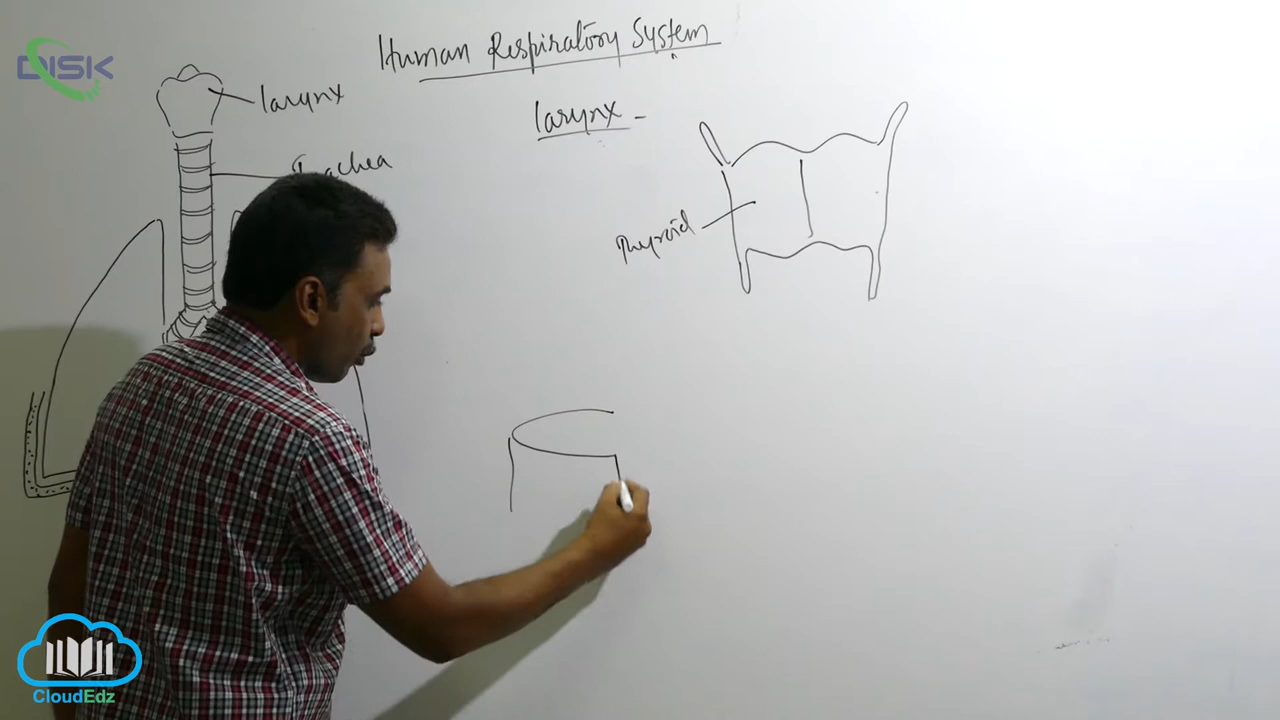 Human Respiratory System
DISK
larynx
larynx -
Trachea
Thyroid
CloudEdz